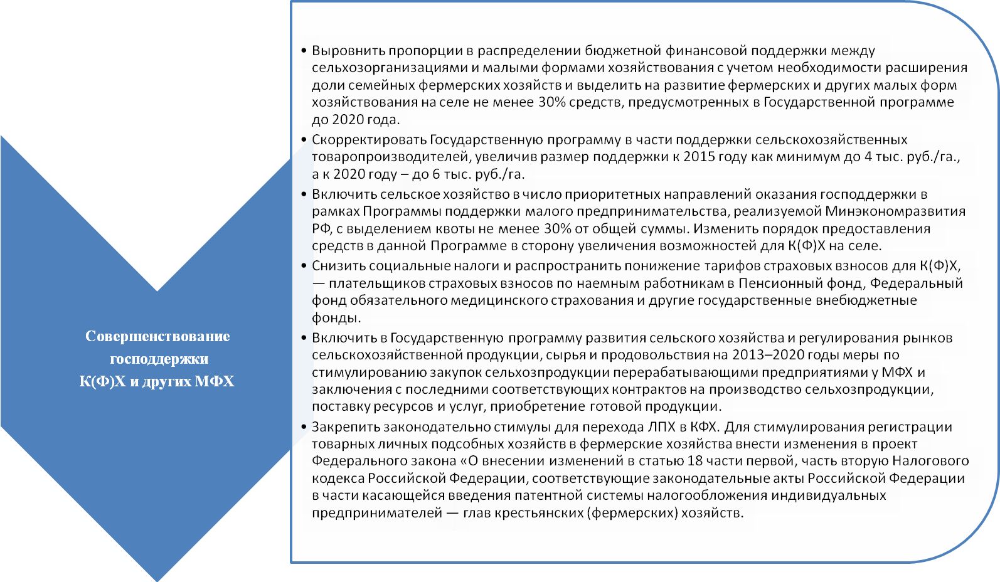 Совершенствование
господдержки
К(Ф)Х и других МФХ
• Выровнить пропорции в распределении бюджетной финансовой поддержки между
сельхозорганизациями и малыми формами хозяйствования с учетом необходимости расширения
доли семейных фермерских хозяйств и выделить на развитие фермерских и других малых форм
хозяйствования на селе не менее 30% средств, предусмотренных в Государственной программе
до 2020 года.
• Скорректировать Государственную программу в части поддержки сельскохозяйственных
товаропроизводителей, увеличив размер поддержки к 2015 году как минимум до 4 тыс. руб./га.,
а к 2020 году – до 6 тыс. руб./га.
• Включить сельское хозяйство в число приоритетных направлений оказания господдержки в
рамках Программы поддержки малого предпринимательства, реализуемой Минэкономразвития
РФ, с выделением квоты не менее 30% от общей суммы. Изменить порядок предоставления
средств в данной Программе в сторону увеличения возможностей для К(Ф)Х на селе.
• Снизить социальные налоги и распространить понижение тарифов страховых взносов для К(Ф)Х,
— плательщиков страховых взносов по наемным работникам в Пенсионный фонд, Федеральный
фонд обязательного медицинского страхования и другие государственные внебюджетные
фонды.
• Включить в Государственную программу развития сельского хозяйства и регулирования рынков
сельскохозяйственной продукции, сырья и продовольствия на 2013–2020 годы меры по
стимулированию закупок сельхозпродукции перерабатывающими предприятиями у МФХ и
заключения с последними соответствующих контрактов на производство сельхозпродукции,
поставку ресурсов и услуг, приобретение готовой продукции.
• Закрепить законодательно стимулы для перехода ЛПХ в КФХ. Для стимулирования регистрации
товарных личных подсобных хозяйств в фермерские хозяйства внести изменения в проект
Федерального закона «О внесении изменений в статью 18 части первой, часть вторую Налогового
кодекса Российской Федерации, соответствующие законодательные акты Российской Федерации
в части касающейся введения патентной системы налогообложения индивидуальных
предпринимателей — глав крестьянских (фермерских) хозяйств.